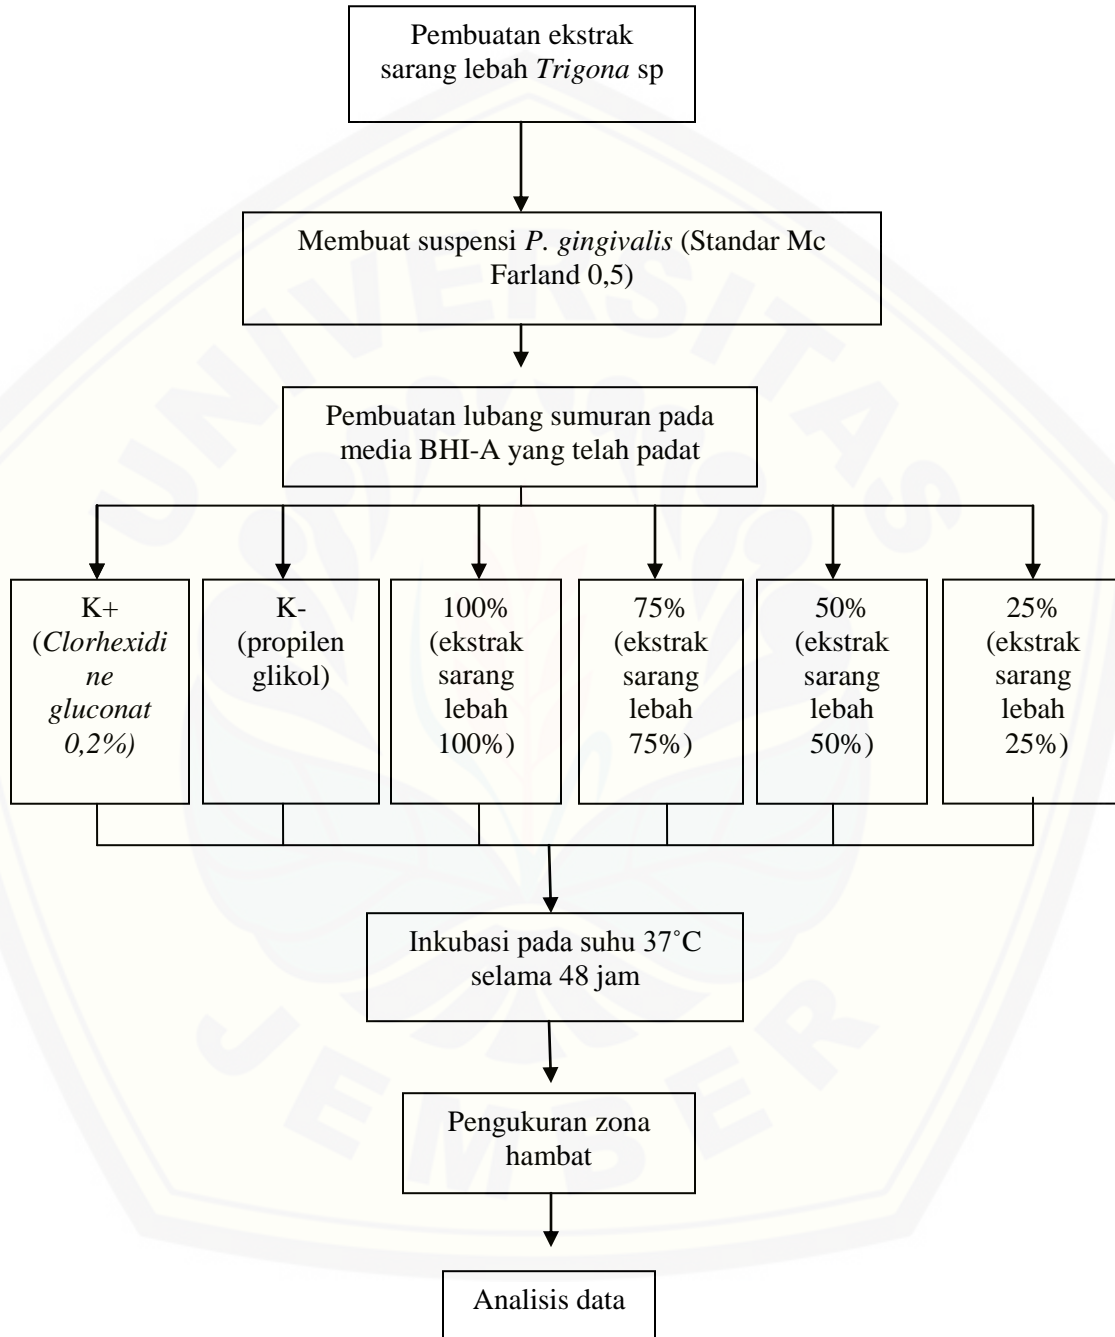 Pembuatan ekstrak
sarang lebah Trigona sp
Membuat suspensi P. gingivalis (Standar Mc
Farland 0,5)
Pembuatan lubang sumuran pada
media BHI-A yang telah padat
K+
(Clorhexidi
ne
gluconat
0,2%)
K-
(propilen
glikol)
100%
(ekstrak
sarang
lebah
100%)
75%
(ekstrak
sarang
lebah
75%)
50%
(ekstrak
sarang
lebah
50%)
25%
(ekstrak
sarang
lebah
25%)
Inkubasi pada suhu 37˚C
selama 48 jam
Pengukuran zona
hambat
Analisis data
UNIVERSITAS
JEMBER